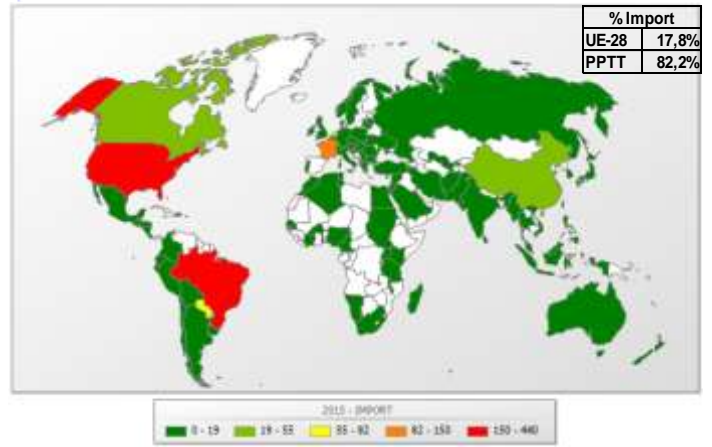 % Import
UE-28 17,8%
PPTT 82,2%
2015 - IMPORT
0 - 19 19 - 55 55 - 82 82 - 150 150 - 440